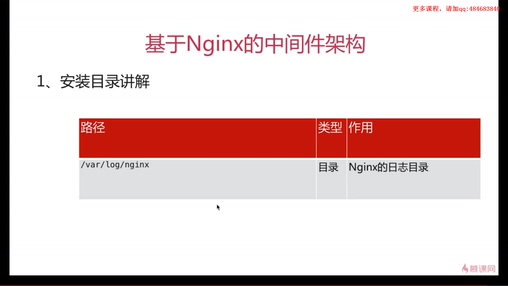 更多课程，请加qq:484683840
基于Nginx的中间件架构
1、安装目录讲解
路径 类型 作用
/var/log/nginx 目录 Nginx的日志目录
慕课网